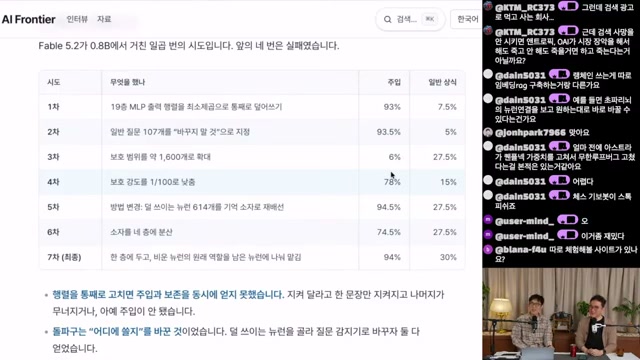 AI Frontier
인터뷰
자료
검색...
⌘K
한국어
Fable 5.2가 0.8B에서 거친 일곱 번의 시도입니다. 앞의 네 번은 실패했습니다.
시도 무엇을 했나 주입 일반 상식
1차 19층 MLP 출력 행렬을 최소제곱으로 통째로 덮어쓰기 93% 7.5%
2차 일반 질문 107개를 “바꾸지 말 것”으로 지정 93.5% 5%
3차 보호 범위를 약 1,600개로 확대 6% 27.5%
4차 보호 강도를 1/100로 낮춤 78% 15%
5차 방법 변경: 덜 쓰이는 뉴런 614개를 기억 소자로 재배선 94.5% 27.5%
6차 소자를 네 층에 분산 74.5% 27.5%
7차 (최종) 한 층에 두고, 비운 뉴런의 원래 역할을 남은 뉴런에 나눠 맡김 94% 30%
• 행렬을 통째로 고치면 주입과 보존을 동시에 얻지 못했습니다. 지켜 달라고 한 문장만 지켜지고 나머지가
무너지거나, 아예 주입이 안 됐습니다.
• 돌파구는 “어디에 쓸지”를 바꾼 것이었습니다. 덜 쓰이는 뉴런을 골라 질문 감지기로 바꾸자 둘 다
얻었습니다.
@KTM_RC373 그런데 검색 광고
로 먹고 사는 회사...
@KTM_RC373 근데 검색 사망을
안 시키면 앤트로픽, OAI가 시장 장악을 해서
해도 죽고 안 해도 죽을거면 하고 죽는다는거
아닐까요?
@dain5031 랭체인 쓰는게 따로
임베딩rag 구축하는거랑 다른가요
@dain5031 예를 들면 초파리뇌
의 뉴런연결을 보고 원하는대로 바로 바꿀 수
있다는건가요
@jonhpark7966 맞아요
@dain5031 얼마 전에 아스트라
가 퀜플넥 가중치를 고쳐서 무한루프버그 고쳤
다는걸 본적은 있는거같아요
@dain5031 어렵다
@dain5031 체스 기보봇이 스톡
피쉬죠
@user-mind_ 오
@user-mind_ 이거좀 재밌다
@blana-f4u 따로 체험해볼 사이트가 있나
요?